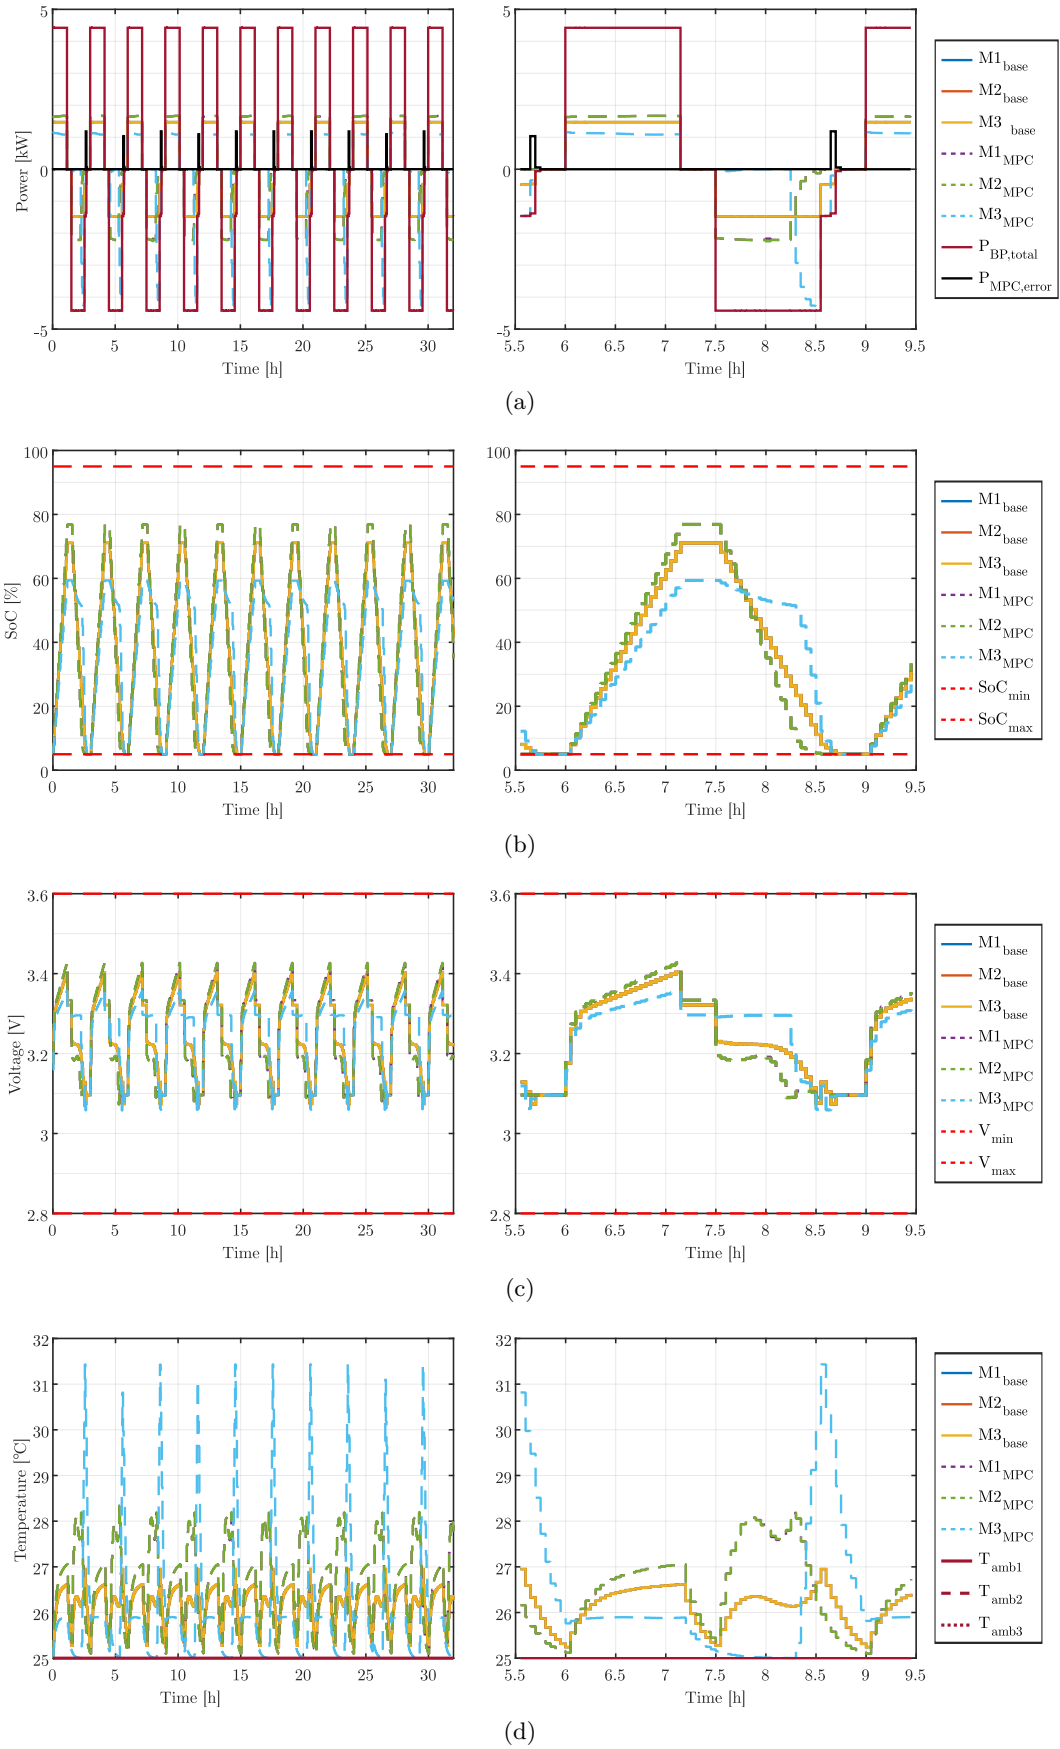 5
0
-5
Power [kW]
0 5 10 15 20 25 30
Time [h]
5
0
-5
5.5 6 6.5 7 7.5 8 8.5 9 9.5
Time [h]
M1base
M2base
M3 base
M1MPC
M2MPC
M3MPC
PBP,total
PMPC,error
(a)
100
80
60
40
20
0
SoC [%]
0 5 10 15 20 25 30
Time [h]
100
80
60
40
20
0
5.5 6 6.5 7 7.5 8 8.5 9 9.5
Time [h]
M1base
M2base
M3base
M1MPC
M2MPC
M3MPC
SoCmin
SoCmax
(b)
3.6
3.4
3.2
3
2.8
Voltage [V]
0 5 10 15 20 25 30
Time [h]
3.6
3.4
3.2
3
2.8
5.5 6 6.5 7 7.5 8 8.5 9 9.5
Time [h]
M1base
M2base
M3base
M1MPC
M2MPC
M3MPC
Vmin
Vmax
(c)
32
31
30
29
28
27
26
25
Temperature [°C]
0 5 10 15 20 25 30
Time [h]
32
31
30
29
28
27
26
25
5.5 6 6.5 7 7.5 8 8.5 9 9.5
Time [h]
M1base
M2base
M3base
M1MPC
M2MPC
M3MPC
Tamb1
Tamb2
Tamb3
(d)